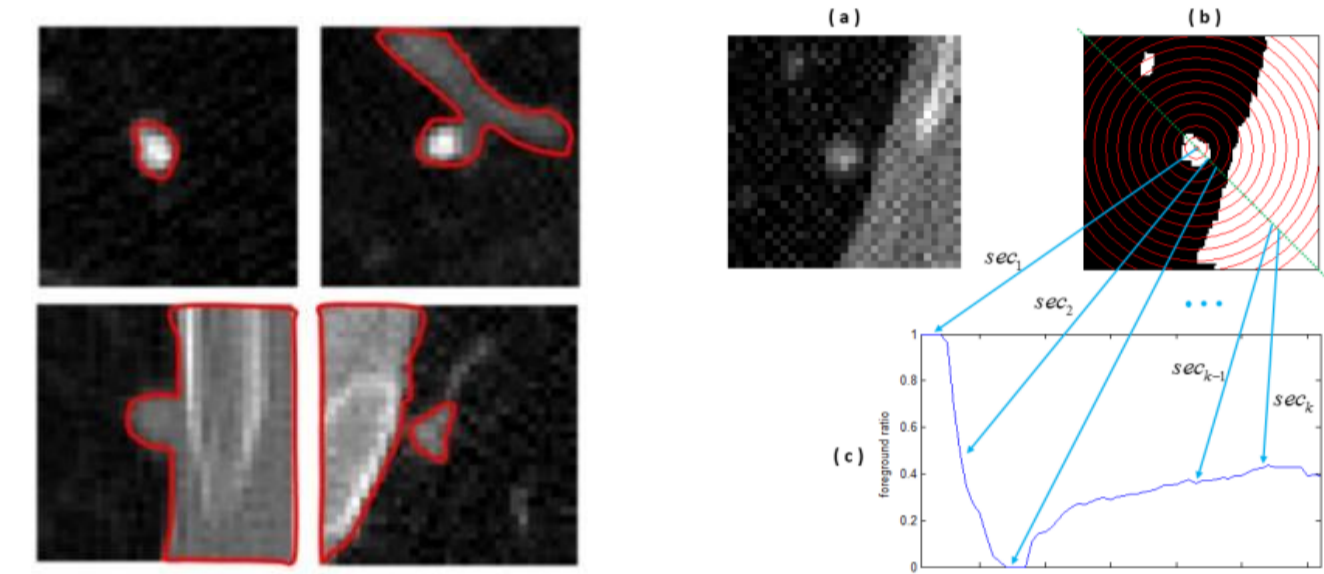 ( a )
( b )
sec₁
sec₂
• • •
secₖ₋₁
secₖ
( c )
foreground ratio
1
0.8
0.6
0.4
0.2
0